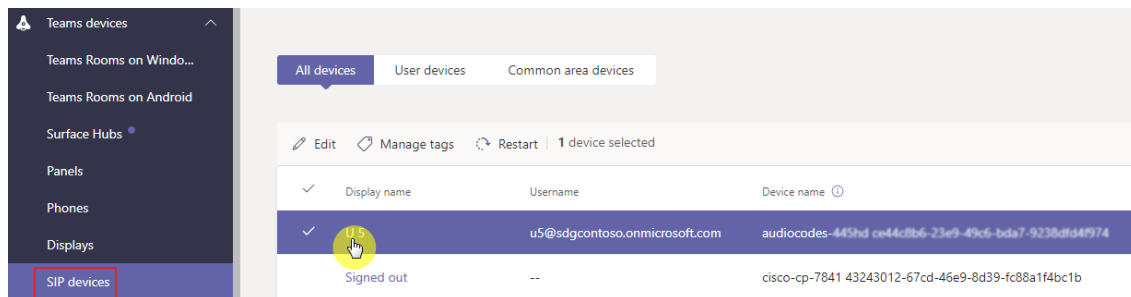 Teams devices
Teams Rooms on Windo...
Teams Rooms on Android
Surface Hubs
Panels
Phones
Displays
SIP devices
All devices User devices Common area devices
Edit Manage tags Restart 1 device selected
Display name Username Device name
U 5 u5@sdgcontoso.onmicrosoft.com audiocodes-445hd ce44c8b6-23e9-49c6-bda7-9238dfd4f974
Signed out -- cisco-cp-7841 43243012-67cd-46e9-8d39-fc88a1f4bc1b